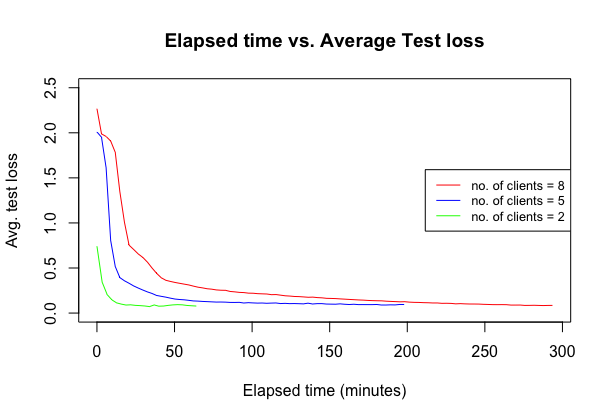 Elapsed time vs. Average Test loss
Avg. test loss
2.5
2.0
1.5
1.0
0.5
0.0
no. of clients = 8
no. of clients = 5
no. of clients = 2
0 50 100 150 200 250 300
Elapsed time (minutes)